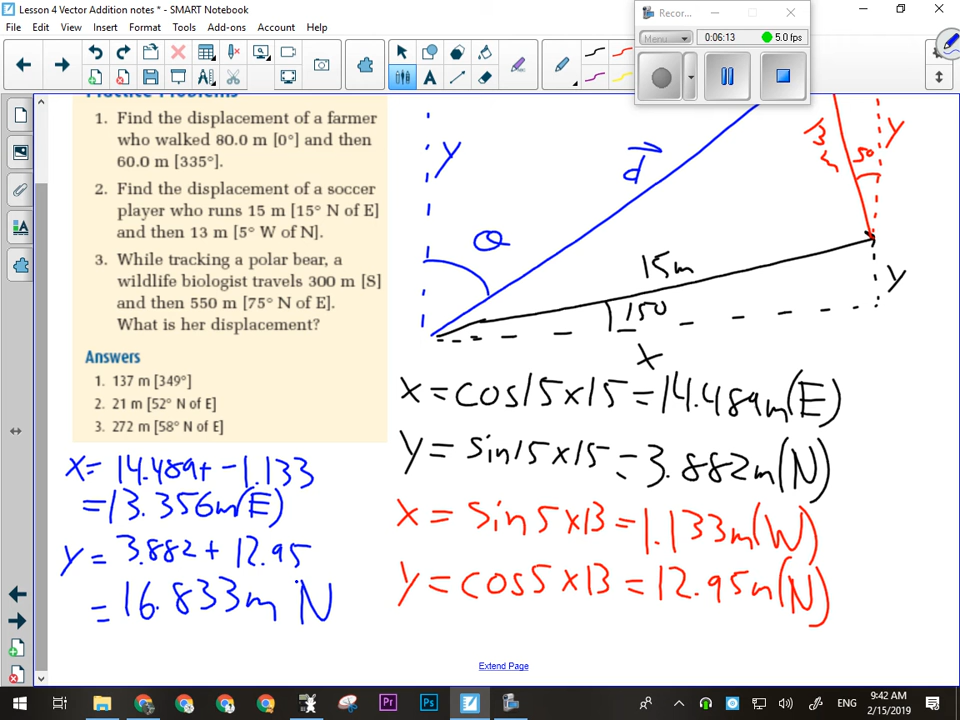 Lesson 4 Vector Addition notes * - SMART Notebook
Recor...
File Edit View Insert Format Tools Add-ons Account Help
Menu
0:06:13
5.0 fps
Practice Problems
1. Find the displacement of a farmer
who walked 80.0 m [0°] and then
60.0 m [335°].
2. Find the displacement of a soccer
player who runs 15 m [15° N of E]
and then 13 m [5° W of N].
3. While tracking a polar bear, a
wildlife biologist travels 300 m [S]
and then 550 m [75° N of E].
What is her displacement?
Answers
1. 137 m [349°]
2. 21 m [52° N of E]
3. 272 m [58° N of E]
y
d
θ
13 m
5°
y
15m
15°
y
x
x = cos15×15 = 14.489m(E)
y = sin15×15 = 3.882m(N)
x = sin5×13 = 1.133m(W)
y = cos5×13 = 12.95m(N)
x = 14.489 + -1.133
= 13.356m(E)
y = 3.882 + 12.95
= 16.833m N
Extend Page
ENG
9:42 AM
2/15/2019